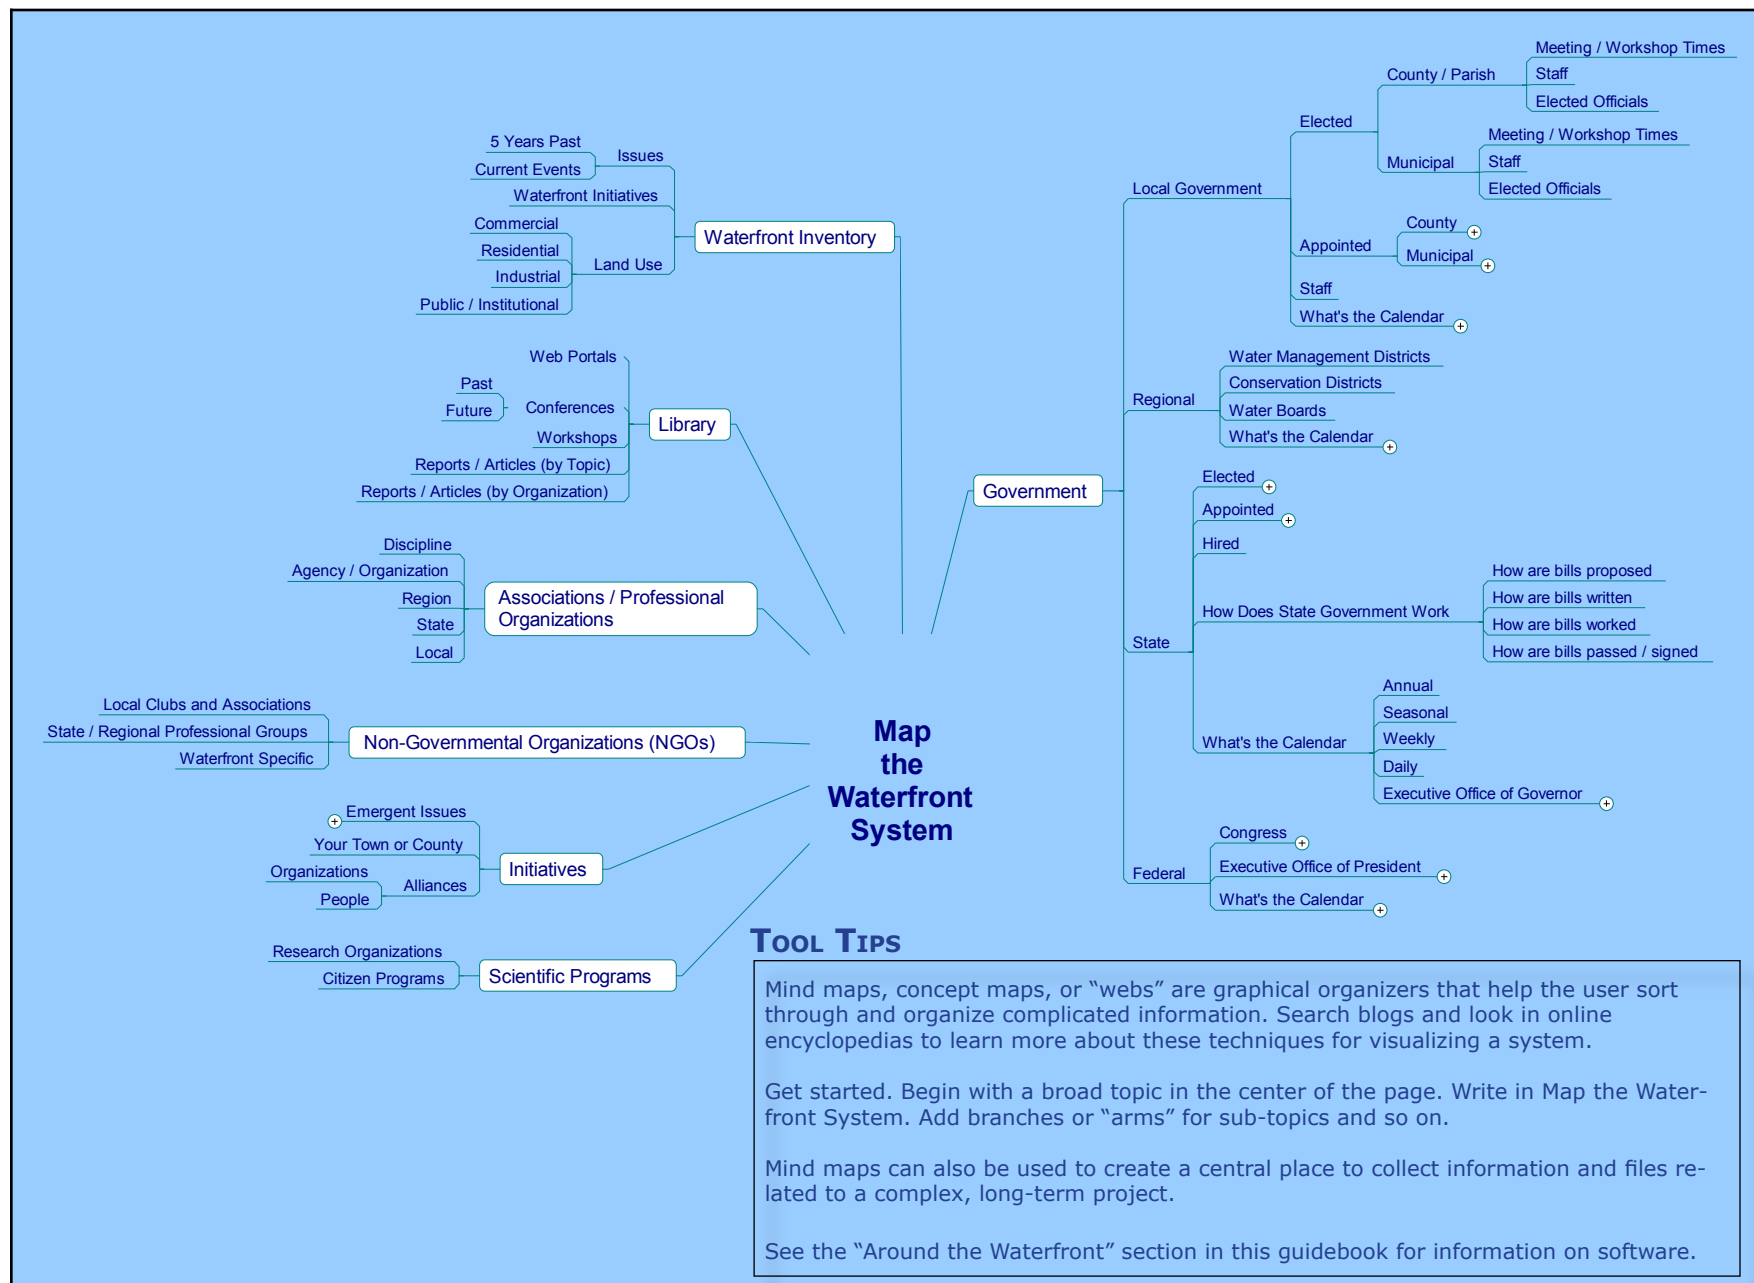 Map
the
Waterfront
System
Waterfront Inventory
Issues
5 Years Past
Current Events
Waterfront Initiatives
Land Use
Commercial
Residential
Industrial
Public / Institutional
Library
Web Portals
Conferences
Past
Future
Workshops
Reports / Articles (by Topic)
Reports / Articles (by Organization)
Associations / Professional
Organizations
Discipline
Agency / Organization
Region
State
Local
Non-Governmental Organizations (NGOs)
Local Clubs and Associations
State / Regional Professional Groups
Waterfront Specific
Initiatives
Emergent Issues
Your Town or County
Alliances
Organizations
People
Scientific Programs
Research Organizations
Citizen Programs
Government
Local Government
Elected
County / Parish
Meeting / Workshop Times
Staff
Elected Officials
Municipal
Meeting / Workshop Times
Staff
Elected Officials
Appointed
County
Municipal
Staff
What's the Calendar
Regional
Water Management Districts
Conservation Districts
Water Boards
What's the Calendar
State
Elected
Appointed
Hired
How Does State Government Work
How are bills proposed
How are bills written
How are bills worked
How are bills passed / signed
What's the Calendar
Annual
Seasonal
Weekly
Daily
Executive Office of Governor
Federal
Congress
Executive Office of President
What's the Calendar
TOOL TIPS
Mind maps, concept maps, or “webs” are graphical organizers that help the user sort
through and organize complicated information. Search blogs and look in online
encyclopedias to learn more about these techniques for visualizing a system.
Get started. Begin with a broad topic in the center of the page. Write in Map the Water-
front System. Add branches or “arms” for sub-topics and so on.
Mind maps can also be used to create a central place to collect information and files re-
lated to a complex, long-term project.
See the “Around the Waterfront” section in this guidebook for information on software.